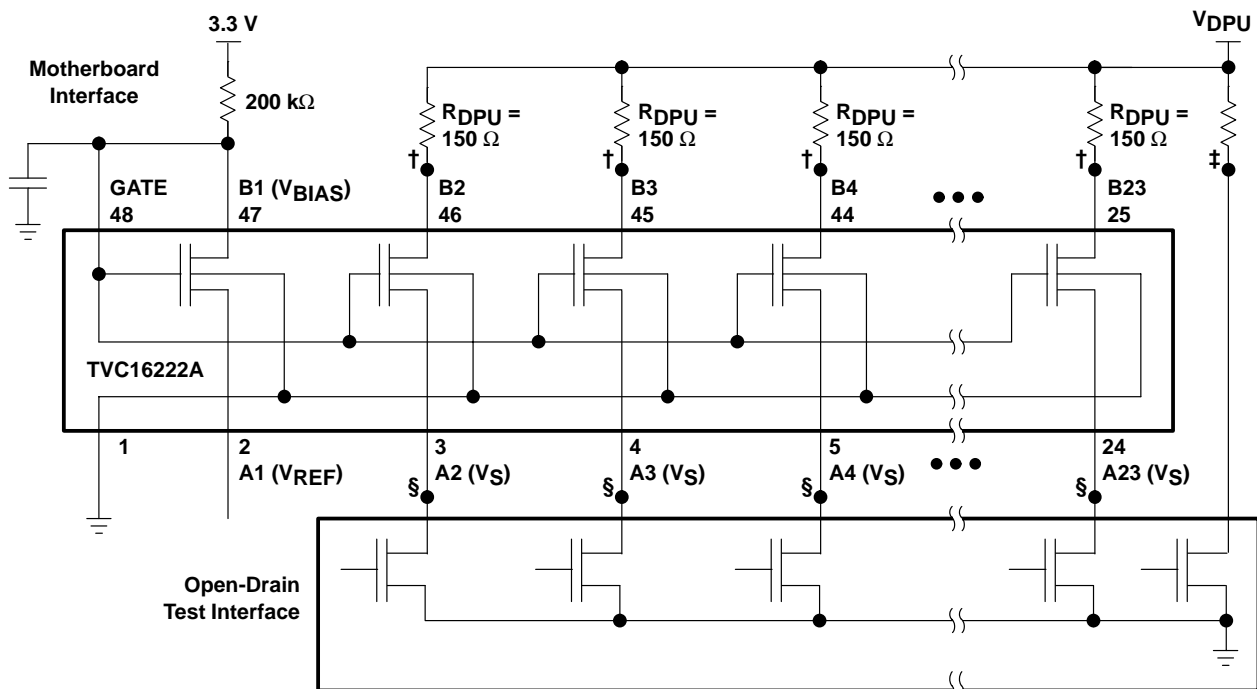 3.3 V
VDPU
Motherboard
Interface
200 kΩ
RDPU =
150 Ω
RDPU =
150 Ω
RDPU =
150 Ω
RDPU =
150 Ω
†
†
†
†
‡
GATE
B1 (VBIAS)
B2
B3
B4
B23
48
47
46
45
44
25
TVC16222A
1
2
3
4
5
24
A1 (VREF)
A2 (VS)
A3 (VS)
A4 (VS)
A23 (VS)
§
§
§
§
Open-Drain
Test Interface